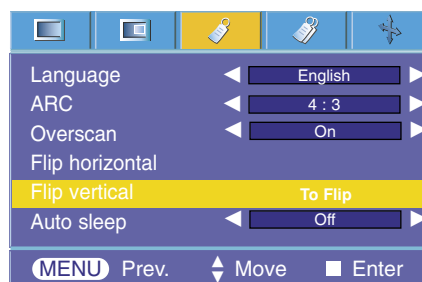 Language English
ARC 4 : 3
Overscan On
Flip horizontal
Flip vertical To Flip
Auto sleep Off
MENU Prev. Move Enter